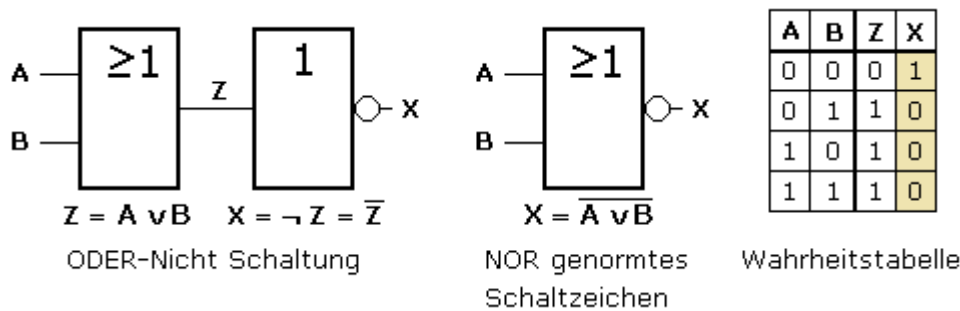 A
B
≥1
Z
1
X
Z = A ∨ B
X = ¬ Z = Z̅
ODER-Nicht Schaltung
A
B
≥1
X
X = A̅ ̅∨̅ ̅B̅
NOR genormtes
Schaltzeichen
A B Z X
0 0 0 1
0 1 1 0
1 0 1 0
1 1 1 0
Wahrheitstabelle